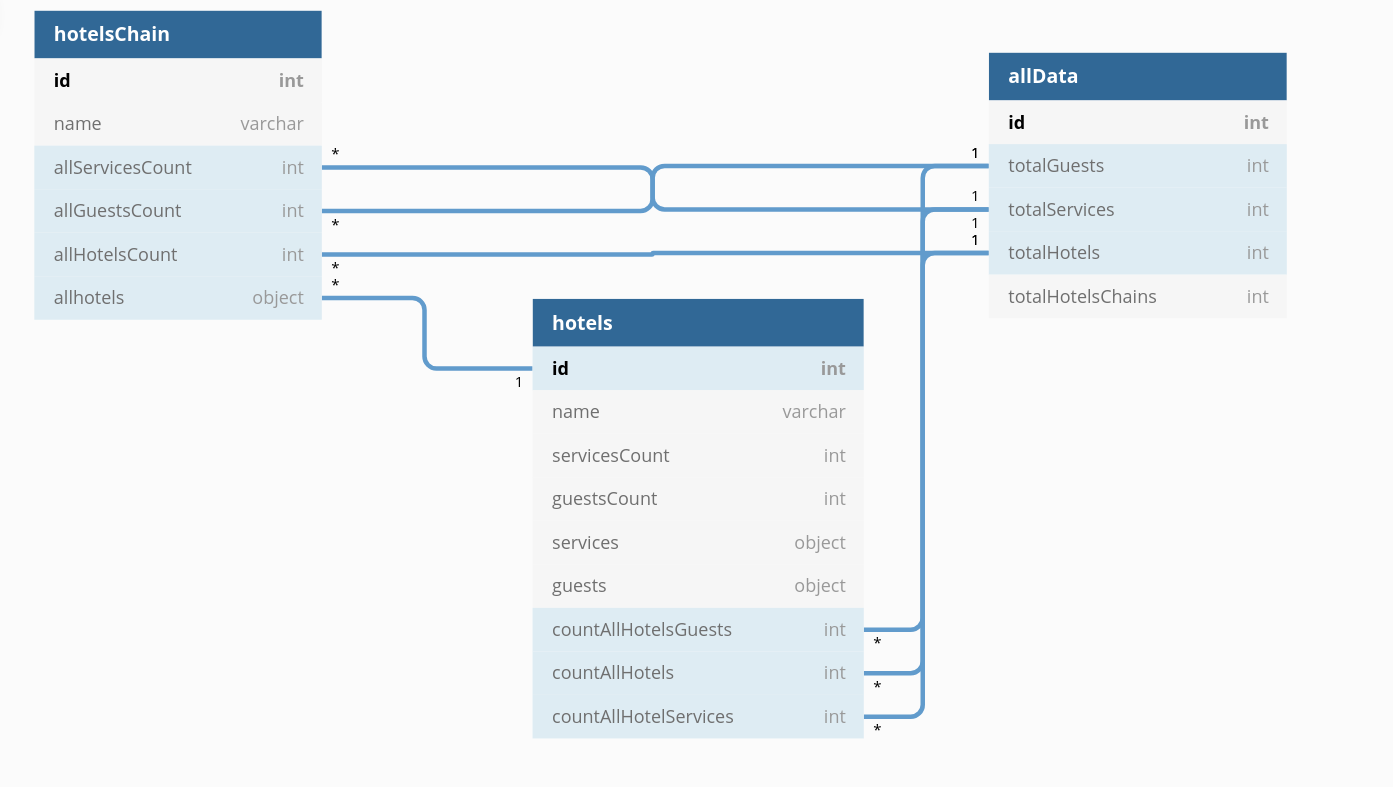 hotelsChain
id int
name varchar
allServicesCount int
allGuestsCount int
allHotelsCount int
allhotels object
*
*
*
*
1
hotels
id int
name varchar
servicesCount int
guestsCount int
services object
guests object
countAllHotelsGuests int
countAllHotels int
countAllHotelServices int
*
*
*
1
1
1
1
allData
id int
totalGuests int
totalServices int
totalHotels int
totalHotelsChains int